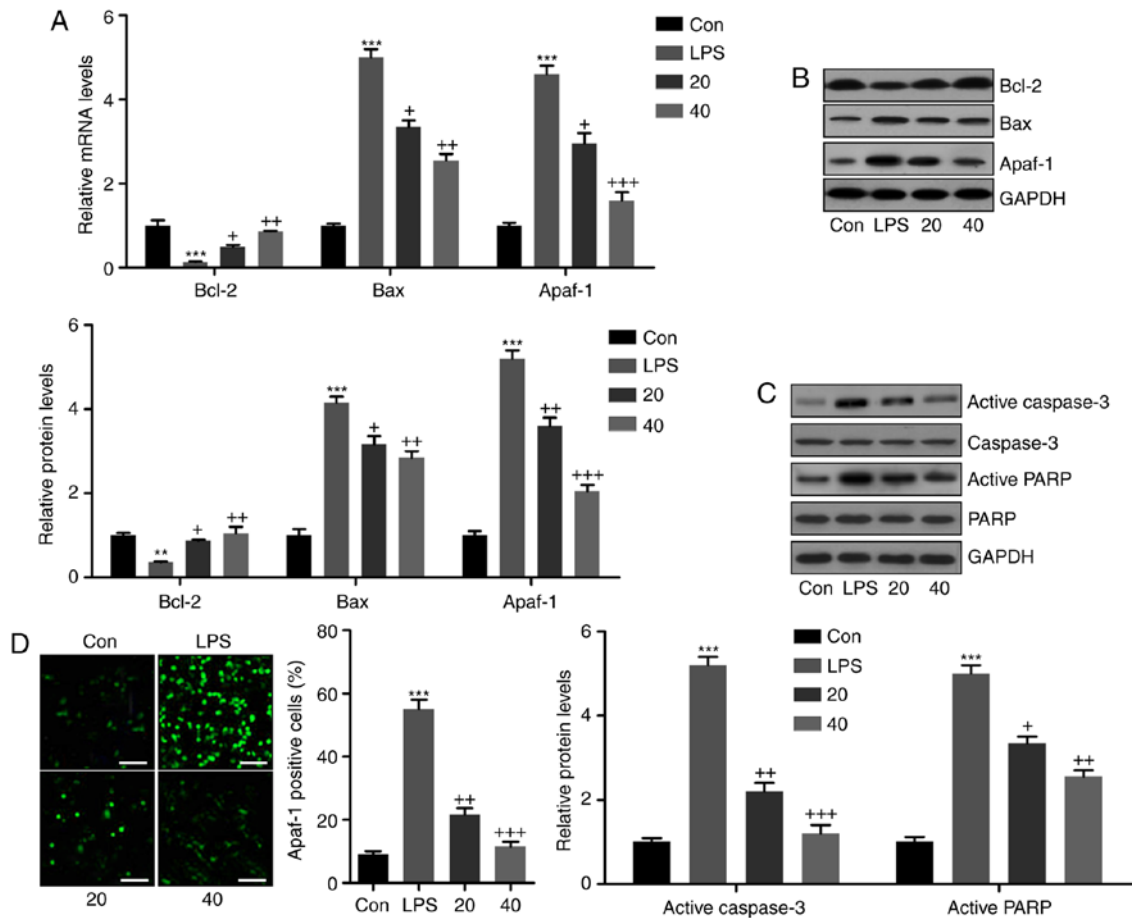 A
Relative mRNA levels
6
4
2
0
***
+
++
***
+
++
***
+
+++
Bcl-2 Bax Apaf-1
Con
LPS
20
40
B
Bcl-2
Bax
Apaf-1
GAPDH
Con LPS 20 40
Relative protein levels
6
4
2
0
**
+
++
***
+
++
***
++
+++
Bcl-2 Bax Apaf-1
Con
LPS
20
40
C
Active caspase-3
Caspase-3
Active PARP
PARP
GAPDH
Con LPS 20 40
D
Con LPS
20 40
Apaf-1 positive cells (%)
80
60
40
20
0
***
++
+++
Con LPS 20 40
Relative protein levels
6
4
2
0
***
++
+++
***
+
++
Active caspase-3 Active PARP
Con
LPS
20
40